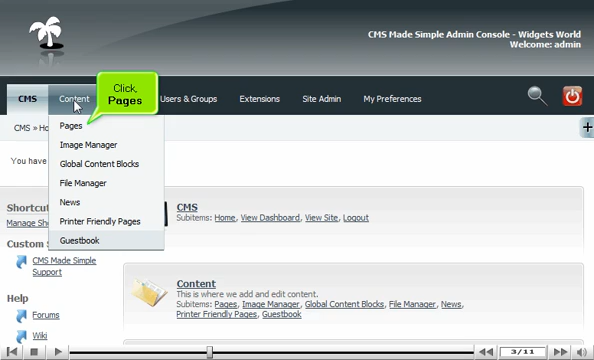 CMS Made Simple Admin Console - Widgets World
Welcome: admin
CMS Content Users & Groups Extensions Site Admin My Preferences
Click,
Pages
CMS » Ho
Pages
Image Manager
Global Content Blocks
File Manager
News
Printer Friendly Pages
Guestbook
You have
Shortcut
Manage Sho
Custom S
CMS Made Simple
Support
Help
Forums
Wiki
CMS
Subitems: Home, View Dashboard, View Site, Logout
Content
This is where we add and edit content.
Subitems: Pages, Image Manager, Global Content Blocks, File Manager, News,
Printer Friendly Pages, Guestbook
3/11